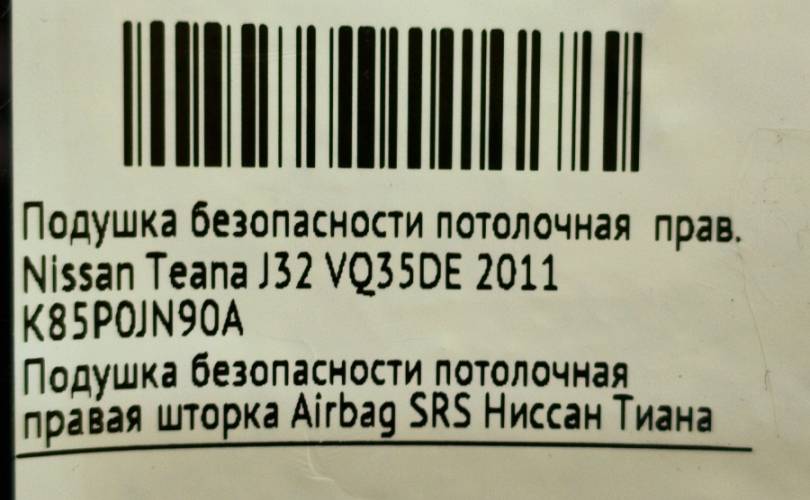 Подушка безопасности потолочная прав.
Nissan Teana J32 VQ35DE 2011
K85P0JN90A
Подушка безопасности потолочная
правая шторка Airbag SRS Ниссан Тиана